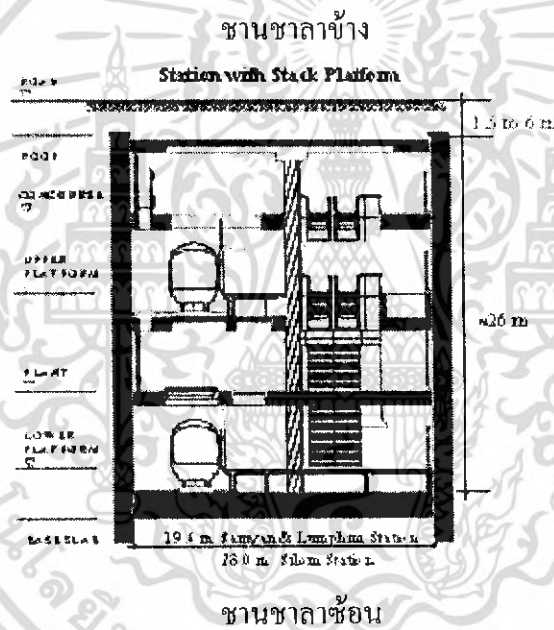 ชานชาลาข้าง
Station with Stack Platform
1.5 to 6 m
ROOF
UPPER
PLATFORM
≈26 m
PLANT
LOWER
PLATFORM
BASE SLAB
19.4 m Samyan & Lumphini Station
28.0 m Silom Station
ชานชาลาซ้อน